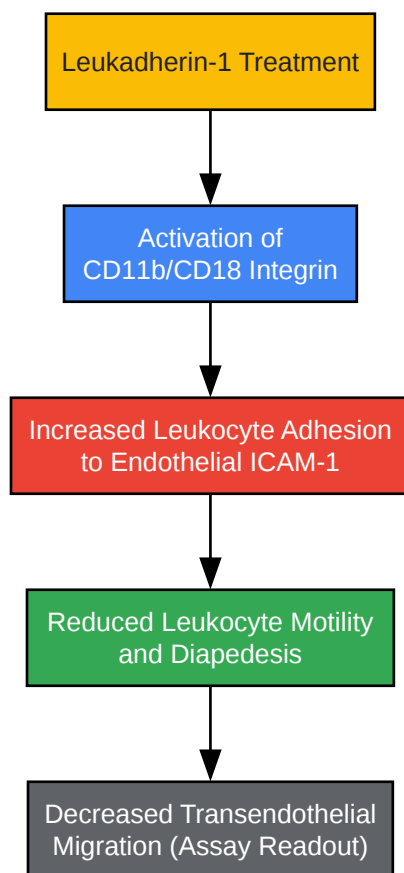 Leukadherin-1 Treatment
Activation of
CD11b/CD18 Integrin
Increased Leukocyte Adhesion
to Endothelial ICAM-1
Reduced Leukocyte Motility
and Diapedesis
Decreased Transendothelial
Migration (Assay Readout)